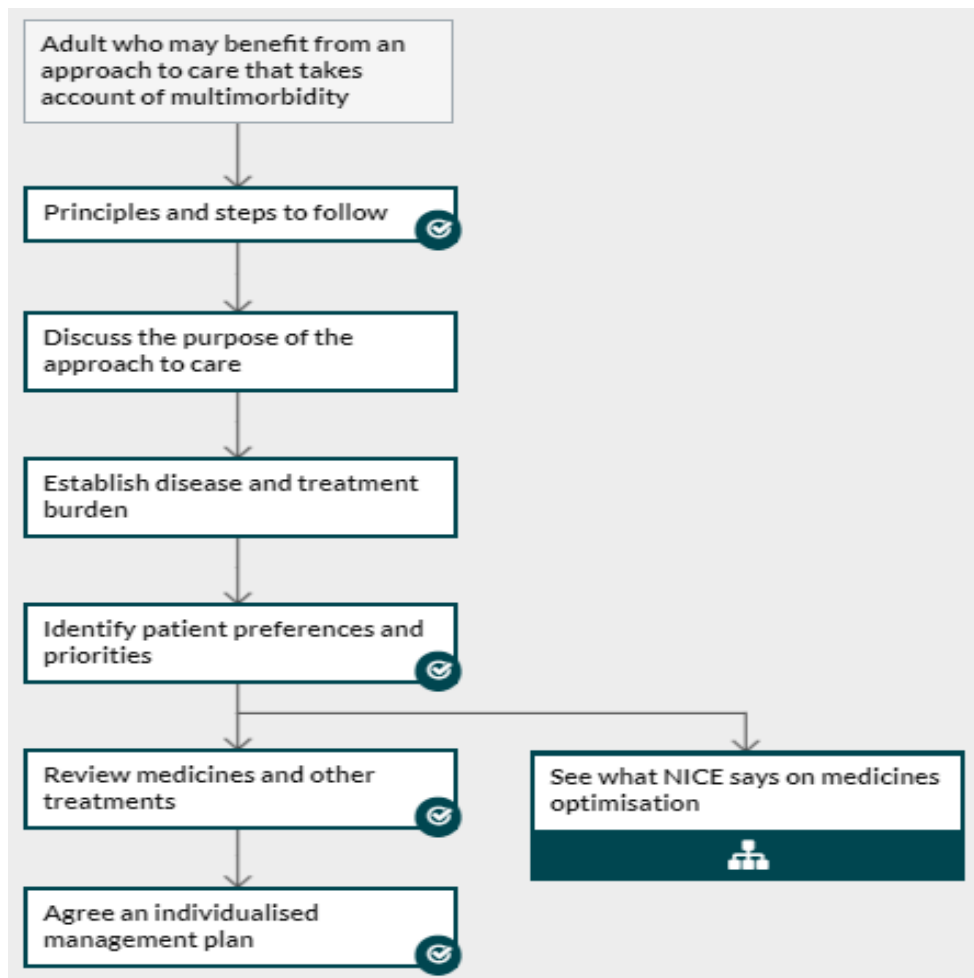 Adult who may benefit from an
approach to care that takes
account of multimorbidity
Principles and steps to follow
Discuss the purpose of the
approach to care
Establish disease and treatment
burden
Identify patient preferences and
priorities
Review medicines and other
treatments
See what NICE says on medicines
optimisation
Agree an individualised
management plan